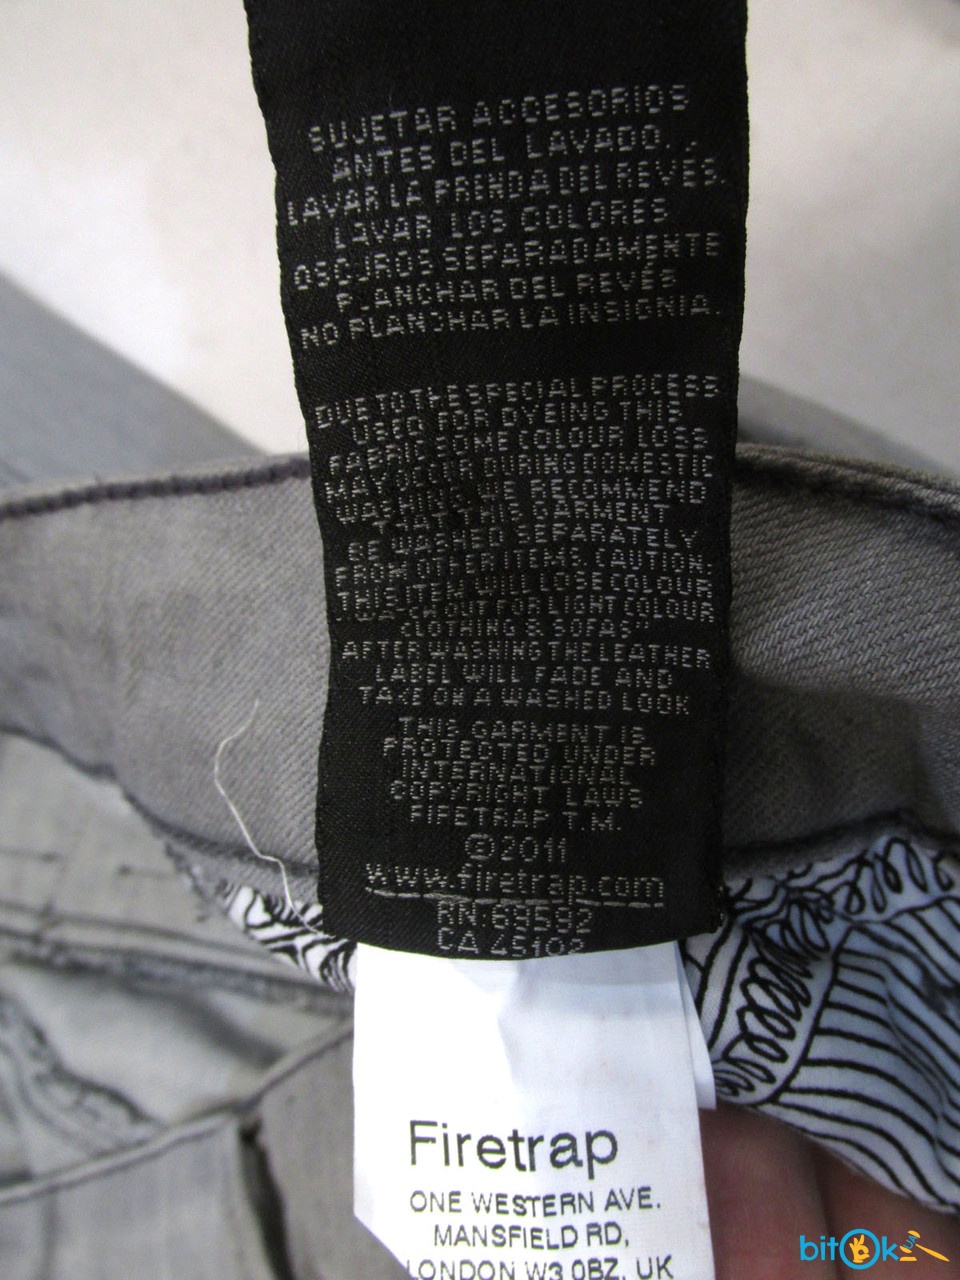 SUJETAR ACCESORIOS
ANTES DEL LAVADO..
LAVAR LA PRENDA DEL REVÉS.
LAVAR LOS COLORES
OSCUROS SEPARADAMENTE
PLANCHAR DEL REVÉS
NO PLANCHAR LA INSIGNIA.
DUE TO THE SPECIAL PROCESS
USED FOR DYEING THIS
FABRIC SOME COLOUR LOSS
MAY OCCUR DURING DOMESTIC
WASHING. WE RECOMMEND
THAT THIS GARMENT
BE WASHED SEPARATELY
FROM OTHER ITEMS. CAUTION:
THIS ITEM WILL LOSE COLOUR
"WATCH OUT FOR LIGHT COLOUR
CLOTHING & SOFAS"
AFTER WASHING THE LEATHER
LABEL WILL FADE AND
TAKE ON A WASHED LOOK
THIS GARMENT IS
PROTECTED UNDER
INTERNATIONAL
COPYRIGHT LAWS
FIRETRAP T.M.
©2011
www.firetrap.com
RN:68592
CA 45102
Firetrap
ONE WESTERN AVE.
MANSFIELD RD,
LONDON W3 0BZ. UK
bitOk